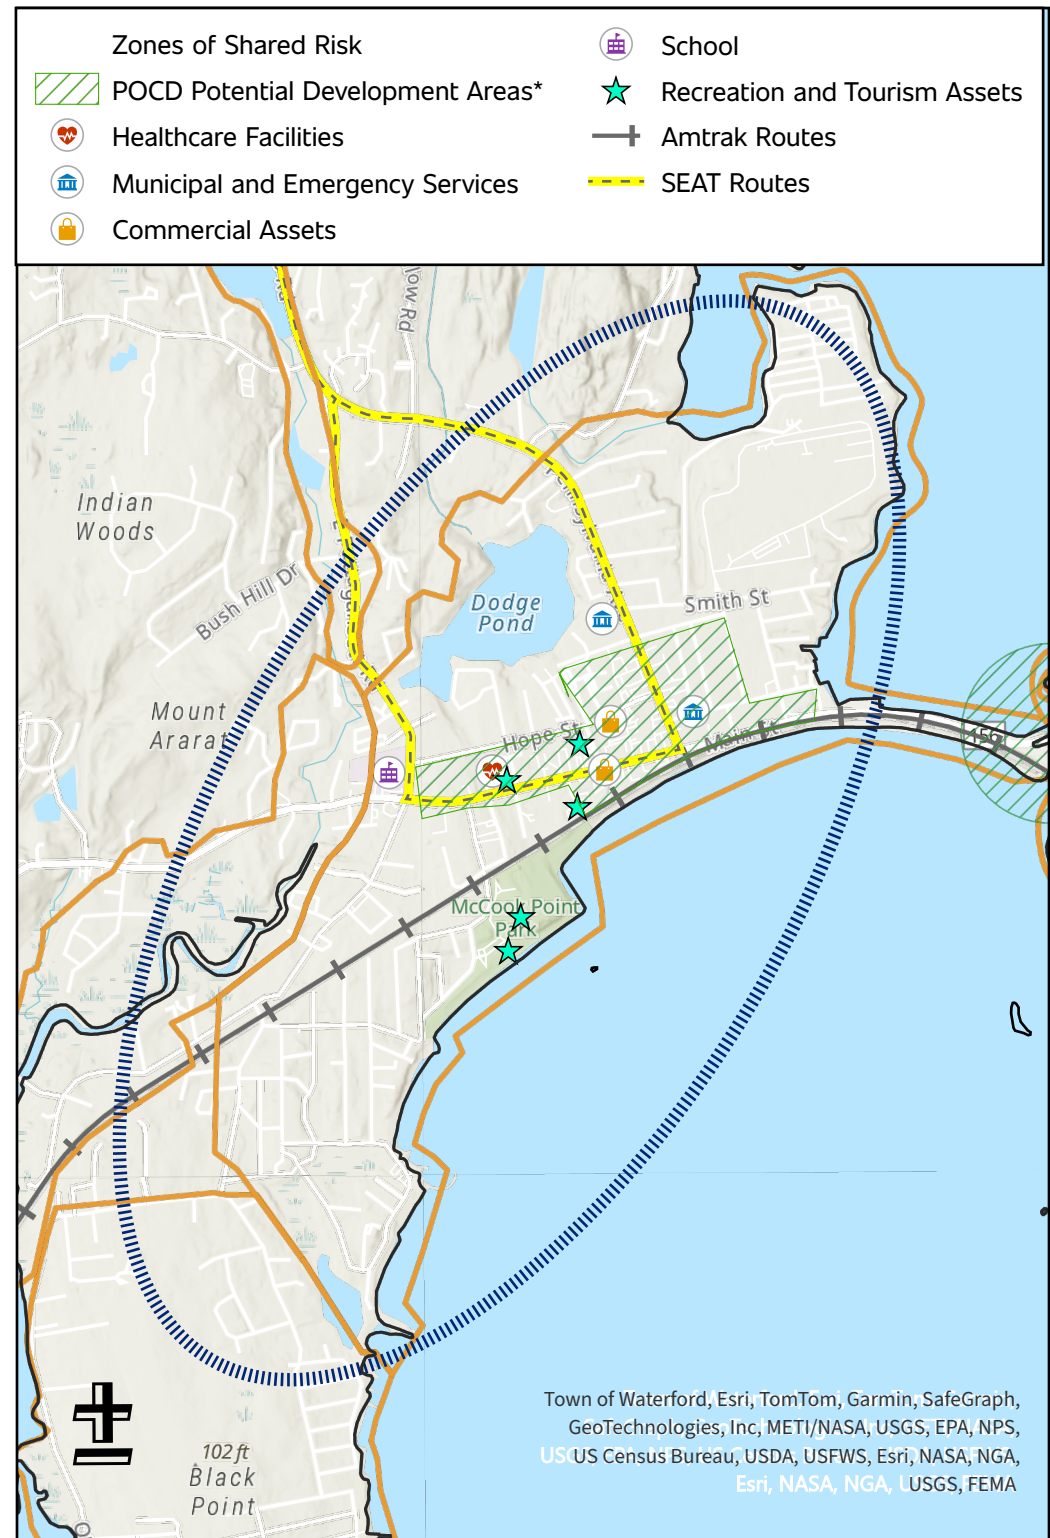 Zones of Shared Risk
POCD Potential Development Areas*
Healthcare Facilities
Municipal and Emergency Services
Commercial Assets
School
Recreation and Tourism Assets
Amtrak Routes
SEAT Routes
low Rd
Indian
Woods
Bush Hill Dr
Dodge
Pond
Smith St
Mount
Ararat
Hope St
Main St
156
McCook Point
Park
102 ft
Black
Point
Town of Waterford, Esri, TomTom, Garmin, SafeGraph,
GeoTechnologies, Inc, METI/NASA, USGS, EPA, NPS,
US Census Bureau, USDA, USFWS, Esri, NASA, NGA,
USGS, FEMA